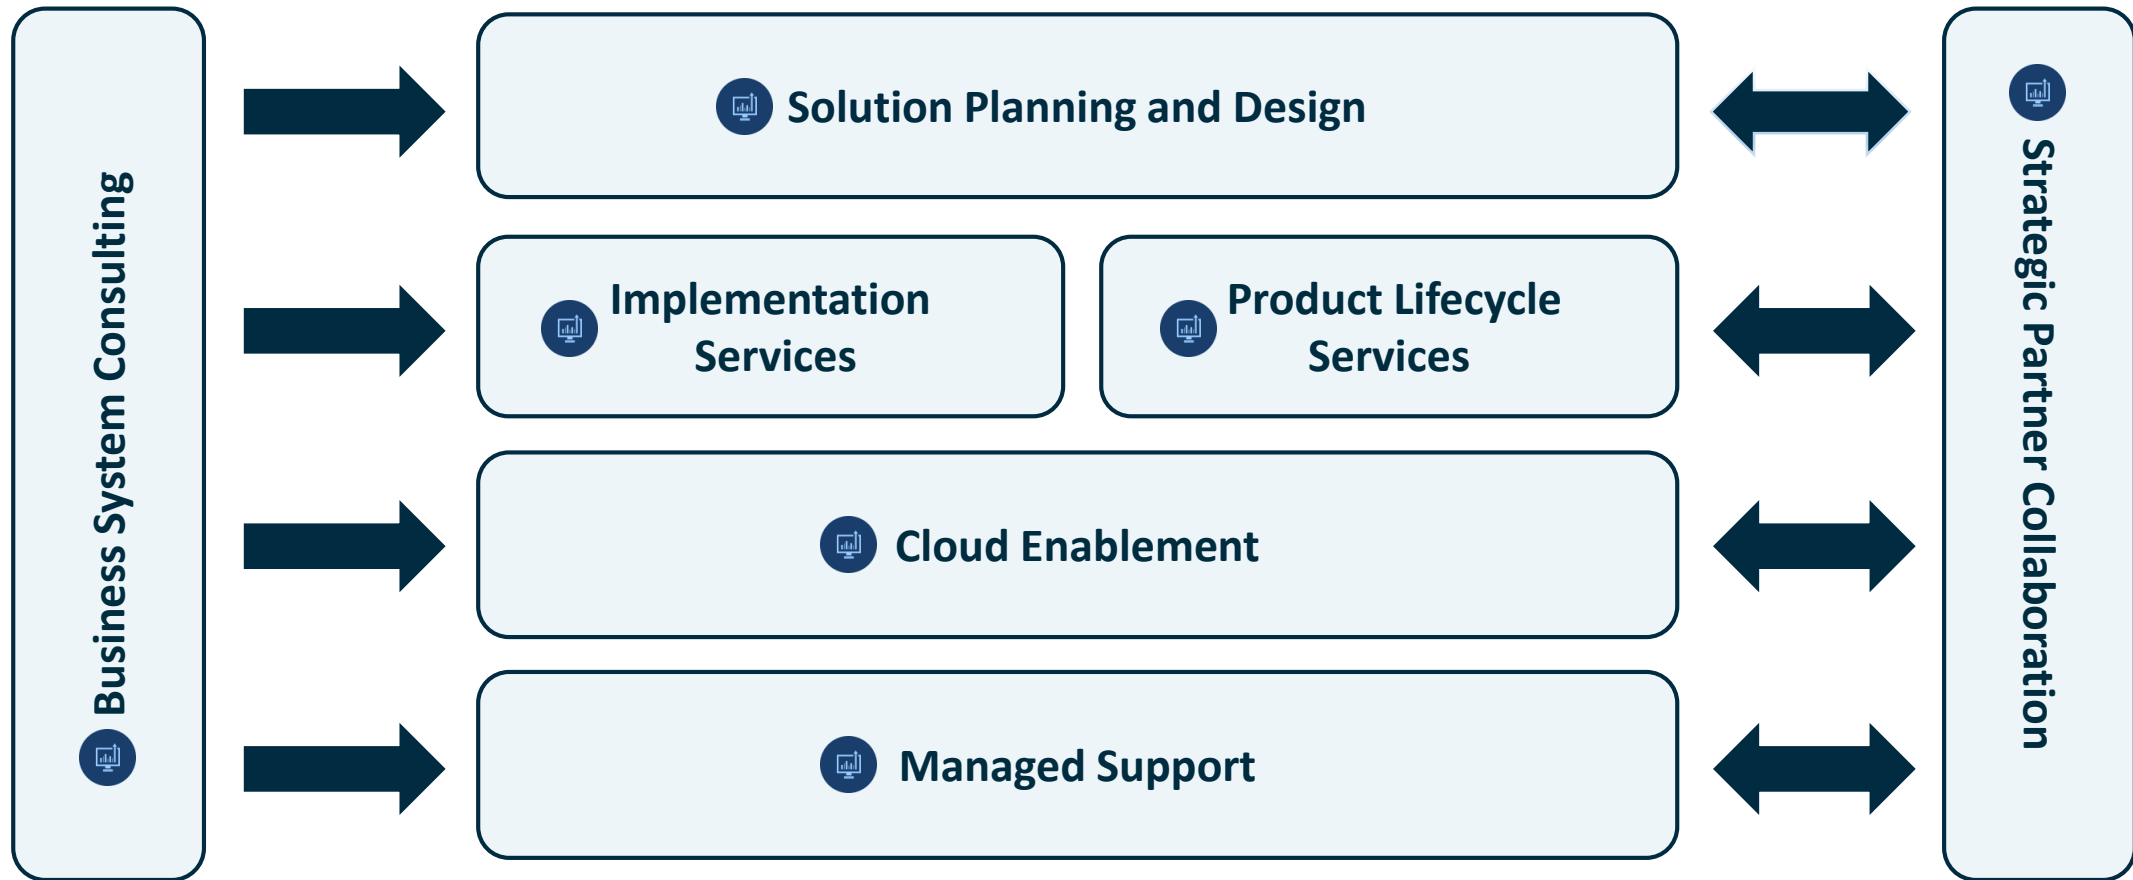 Business System Consulting
Solution Planning and Design
Implementation
Services
Product Lifecycle
Services
Cloud Enablement
Managed Support
Strategic Partner Collaboration